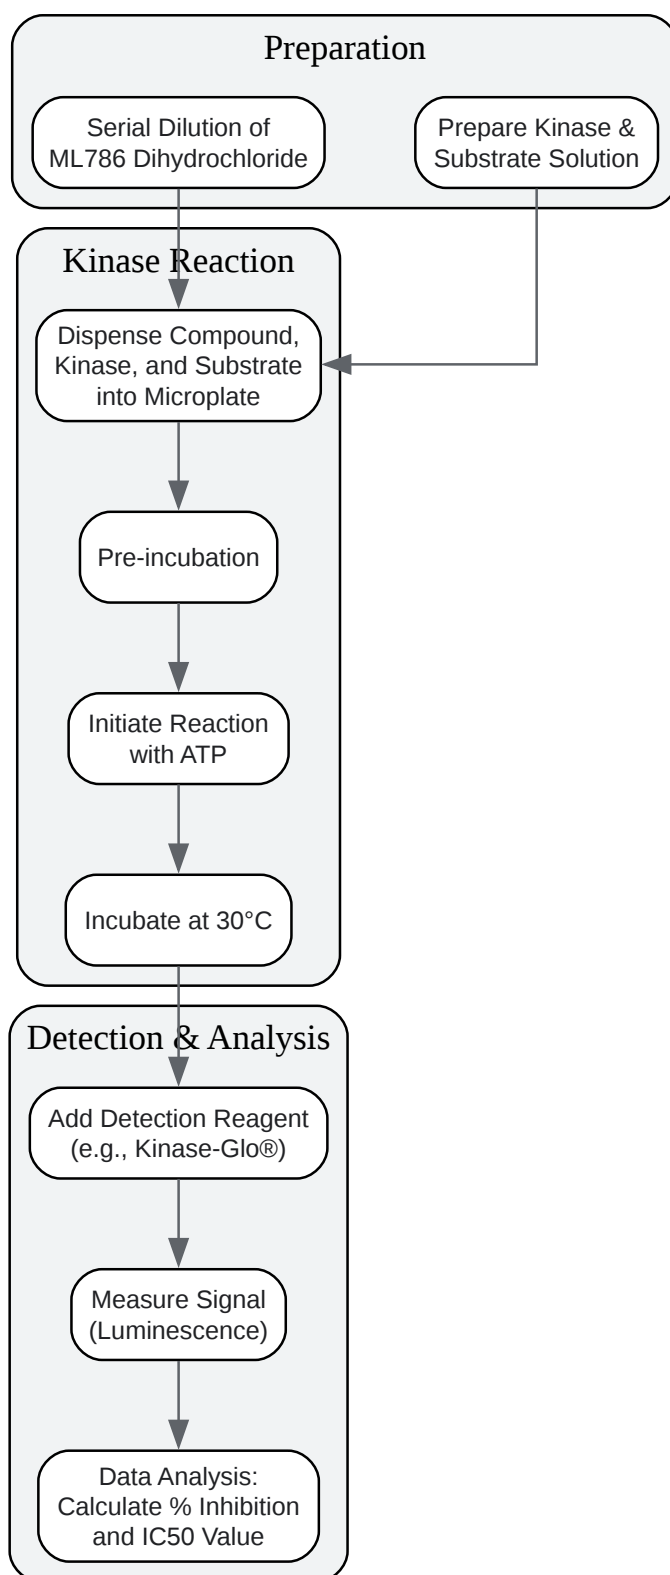 Preparation
Serial Dilution of
ML786 Dihydrochloride
Prepare Kinase &
Substrate Solution
Kinase Reaction
Dispense Compound,
Kinase, and Substrate
into Microplate
Pre-incubation
Initiate Reaction
with ATP
Incubate at 30°C
Detection & Analysis
Add Detection Reagent
(e.g., Kinase-Glo®)
Measure Signal
(Luminescence)
Data Analysis:
Calculate % Inhibition
and IC50 Value